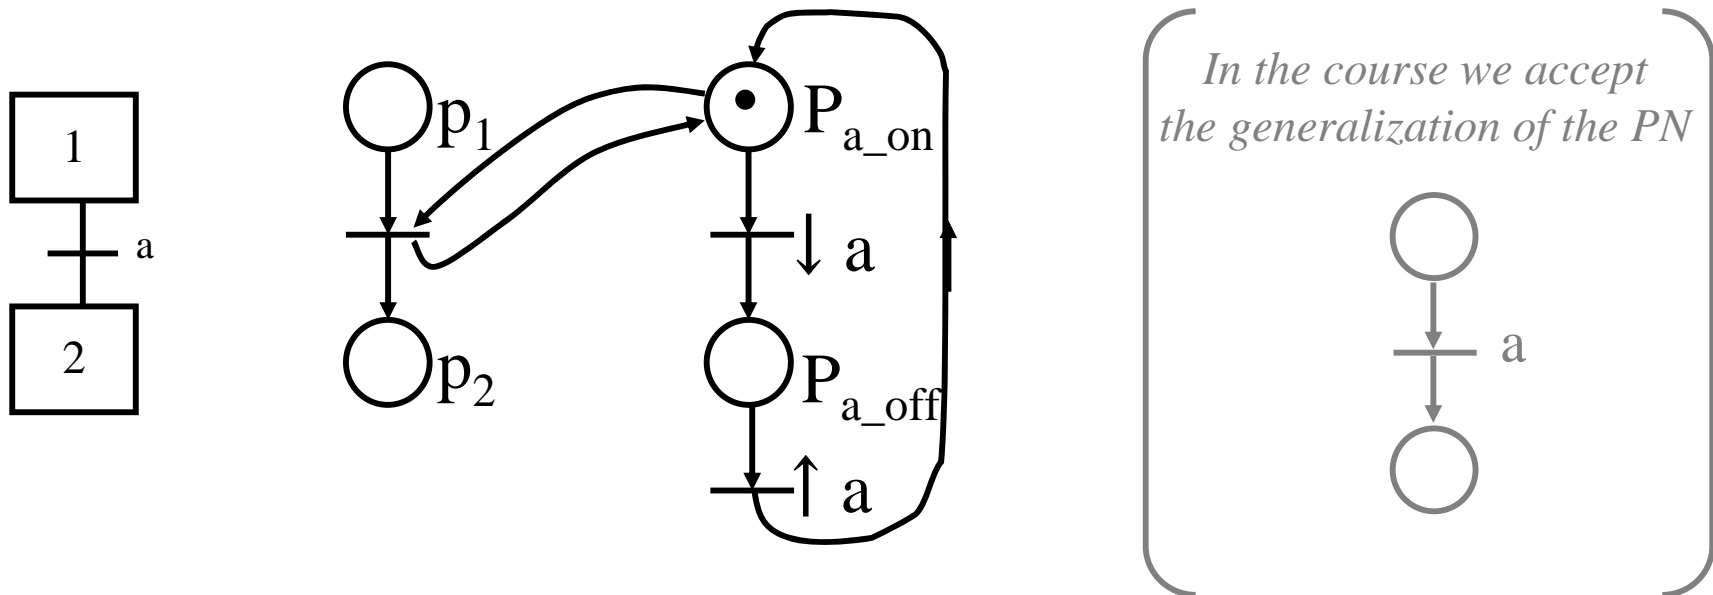 1
a
2
p1
p2
Pa_on
↓ a
Pa_off
↑ a
In the course we accept
the generalization of the PN
a